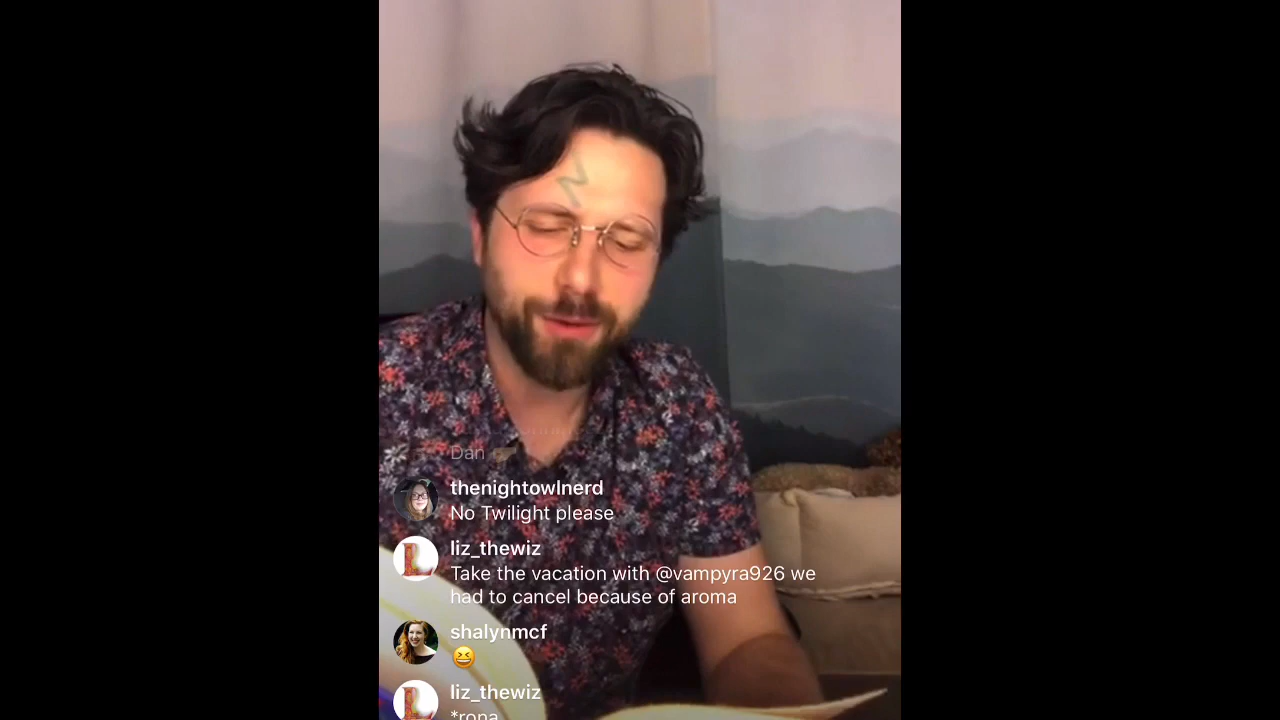 Dan
thenightowlnerd
No Twilight please
liz_thewiz
Take the vacation with @vampyra926 we
had to cancel because of aroma
shalynmcf
liz_thewiz
*rona